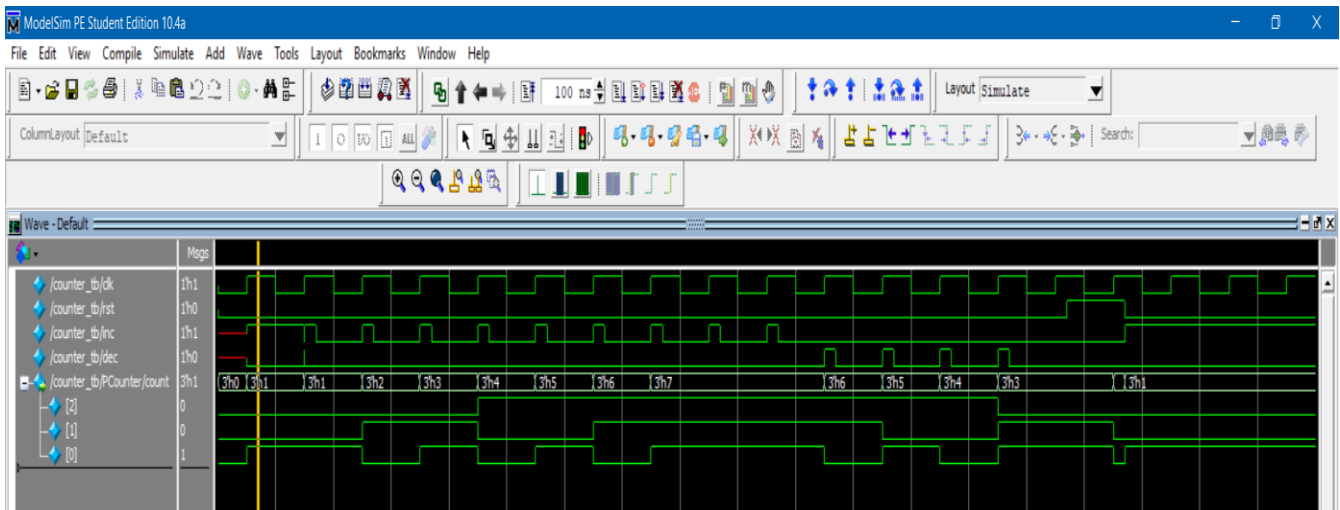 ModelSim PE Student Edition 10.4a
File Edit View Compile Simulate Add Wave Tools Layout Bookmarks Window Help
100 ns Layout Simulate
ColumnLayout Default ALL Search:
Wave - Default
Msgs
/counter_tb/clk 1'h1
/counter_tb/rst 1'h0
/counter_tb/inc 1'h1
/counter_tb/dec 1'h0
/counter_tb/PCounter/count 3'h1 3'h0 3'h1 3'h1 3'h2 3'h3 3'h4 3'h5 3'h6 3'h7 3'h6 3'h5 3'h4 3'h3 3'h1
[2] 0
[1] 0
[0] 1